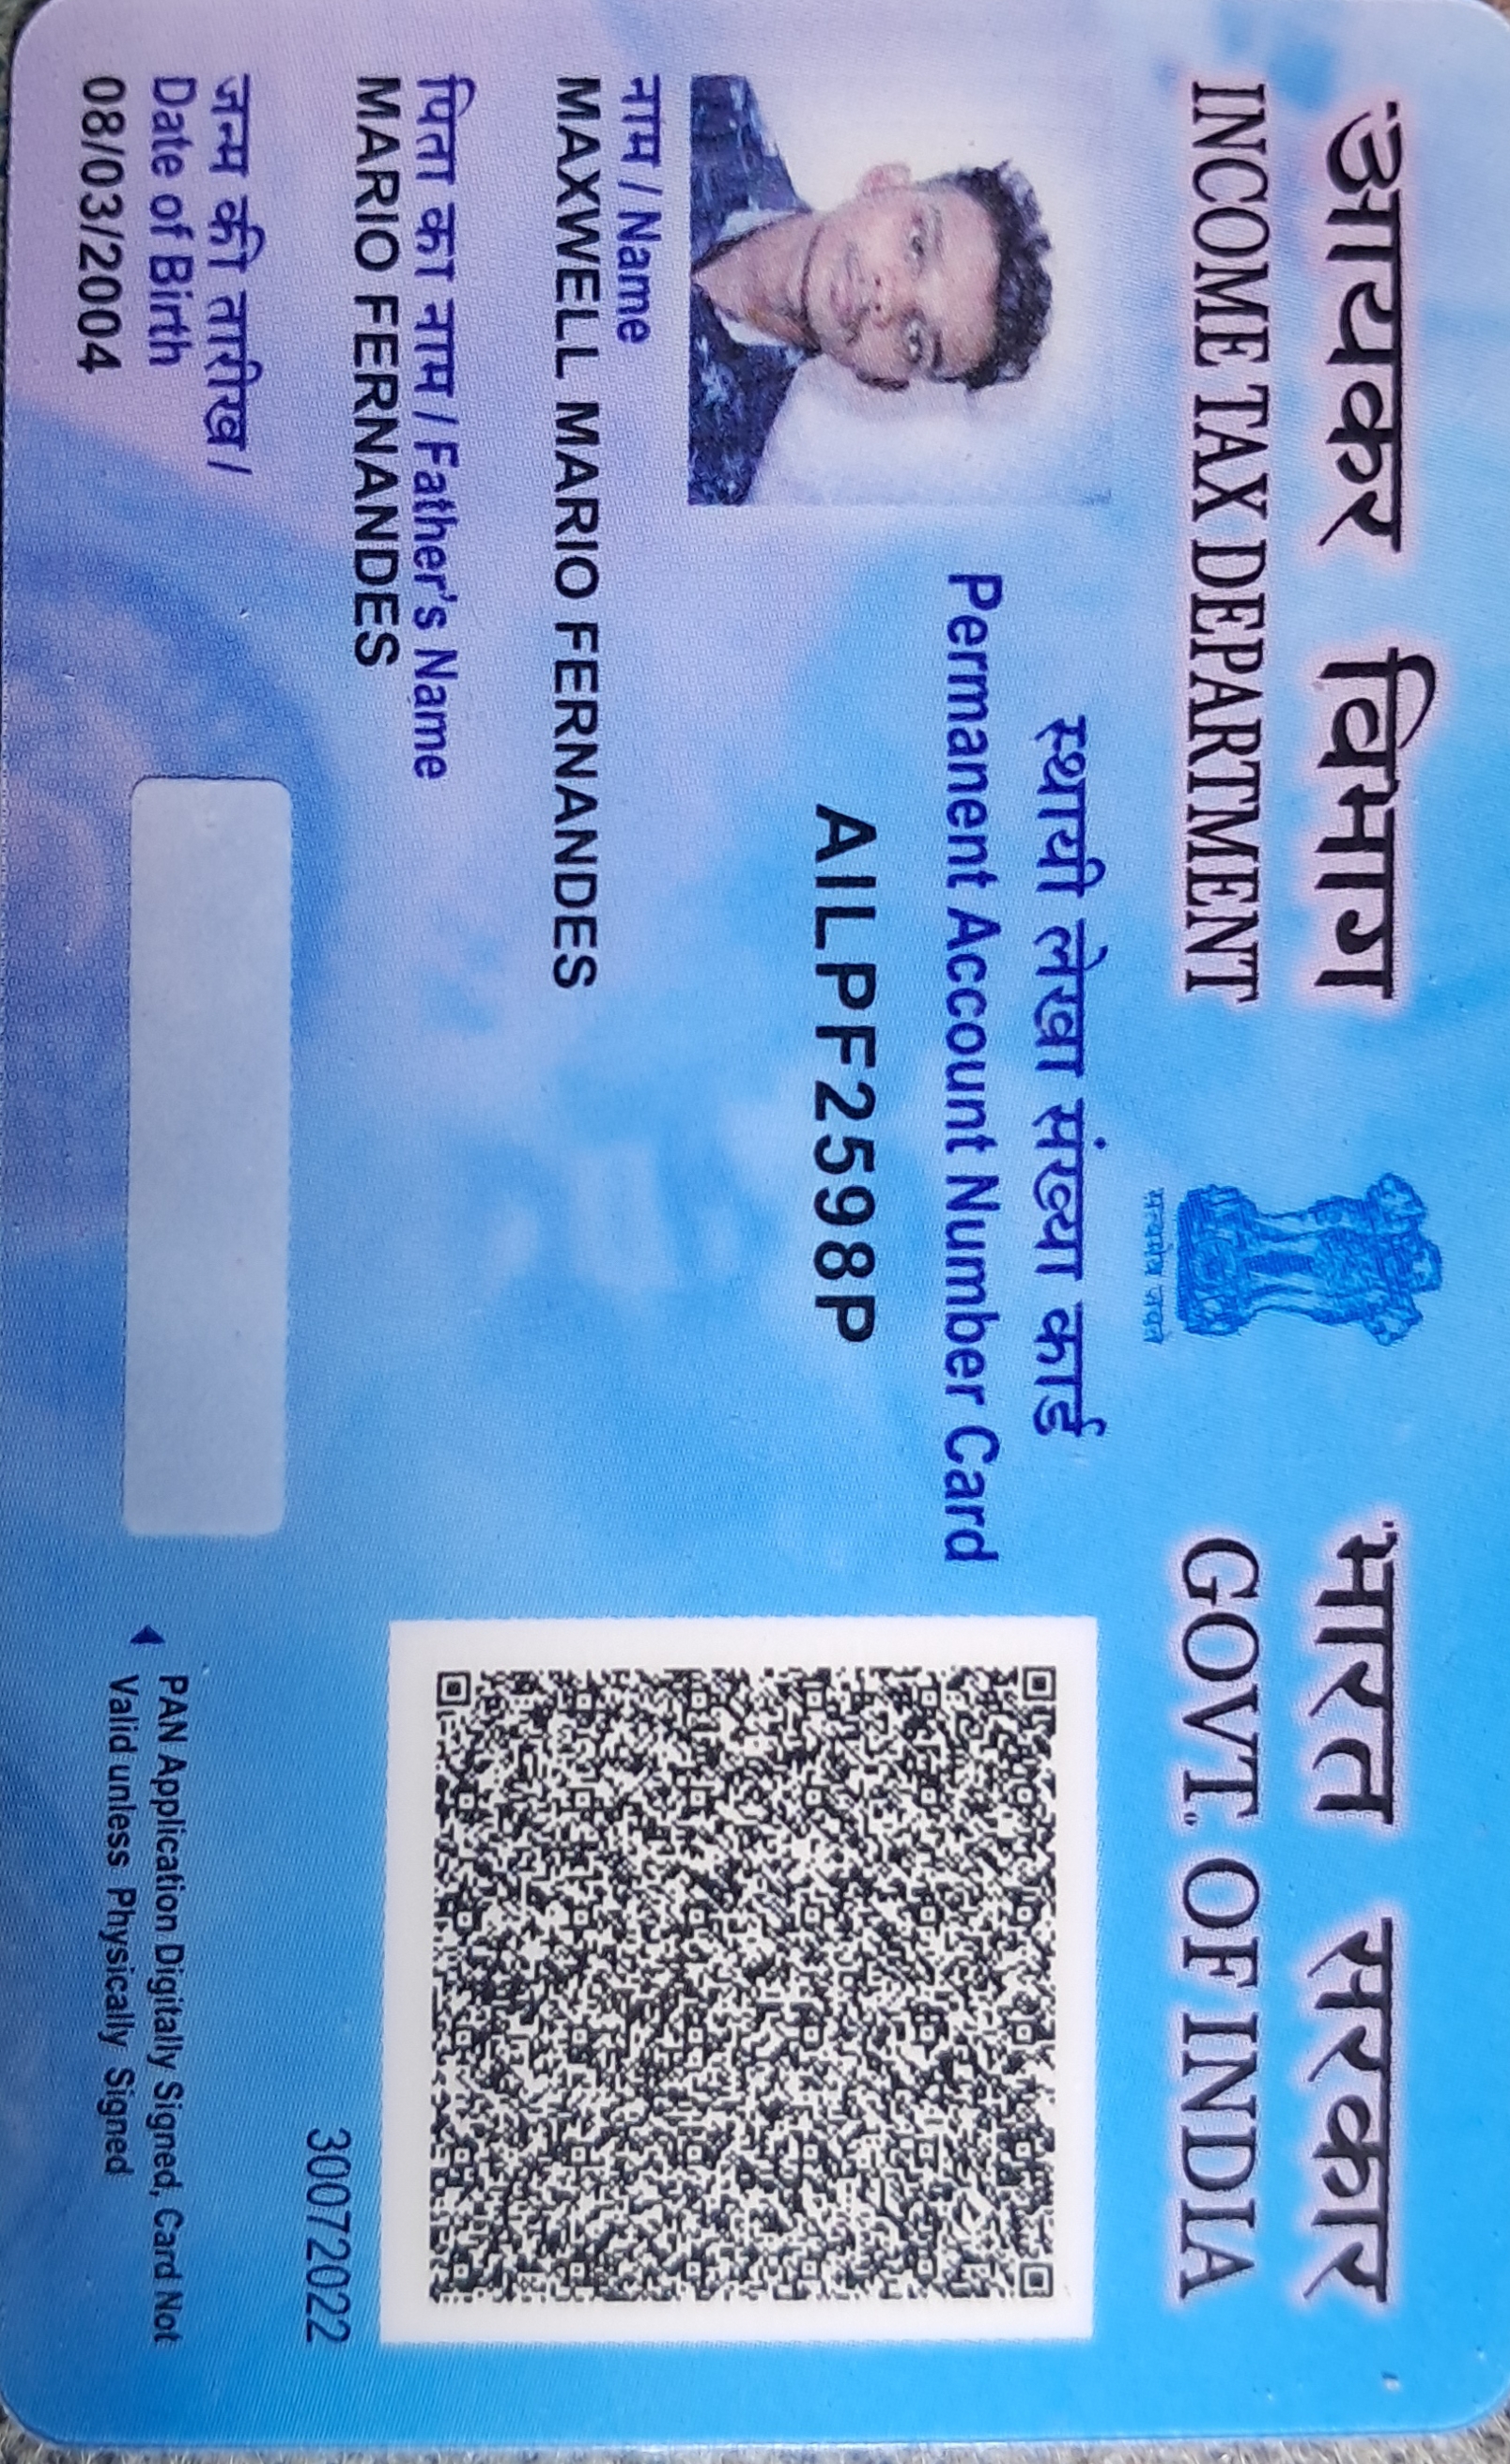 आयकर विभाग
INCOME TAX DEPARTMENT
सत्यमेव जयते
भारत सरकार
GOVT. OF INDIA
स्थायी लेखा संख्या कार्ड
Permanent Account Number Card
AILPF2598P
नाम / Name
MAXWELL MARIO FERNANDES
पिता का नाम / Father's Name
MARIO FERNANDES
जन्म की तारीख /
Date of Birth
08/03/2004
30072022
PAN Application Digitally Signed, Card Not
Valid unless Physically Signed